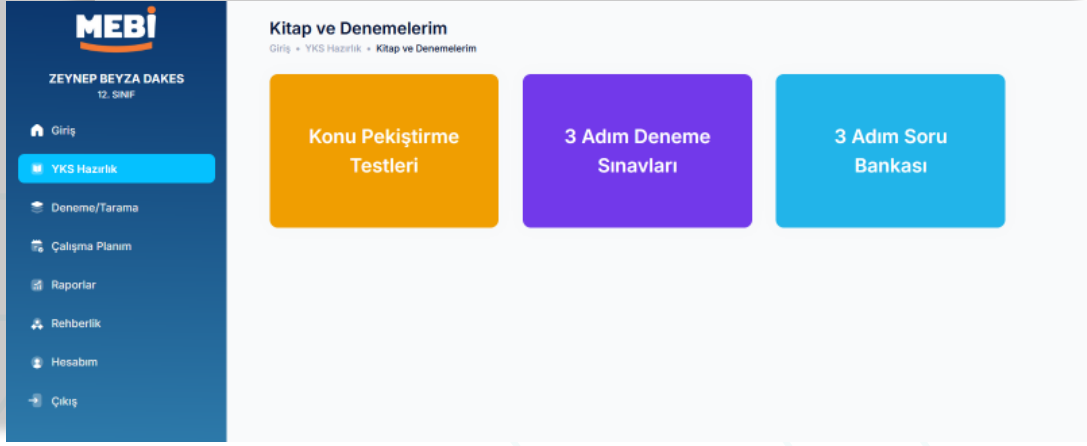 MEBİ
ZEYNEP BEYZA DAKES
12. SINIF
Giriş
YKS Hazırlık
Deneme/Tarama
Çalışma Planım
Raporlar
Rehberlik
Hesabım
Çıkış
Kitap ve Denemelerim
Giriş • YKS Hazırlık • Kitap ve Denemelerim
Konu Pekiştirme
Testleri
3 Adım Deneme
Sınavları
3 Adım Soru
Bankası